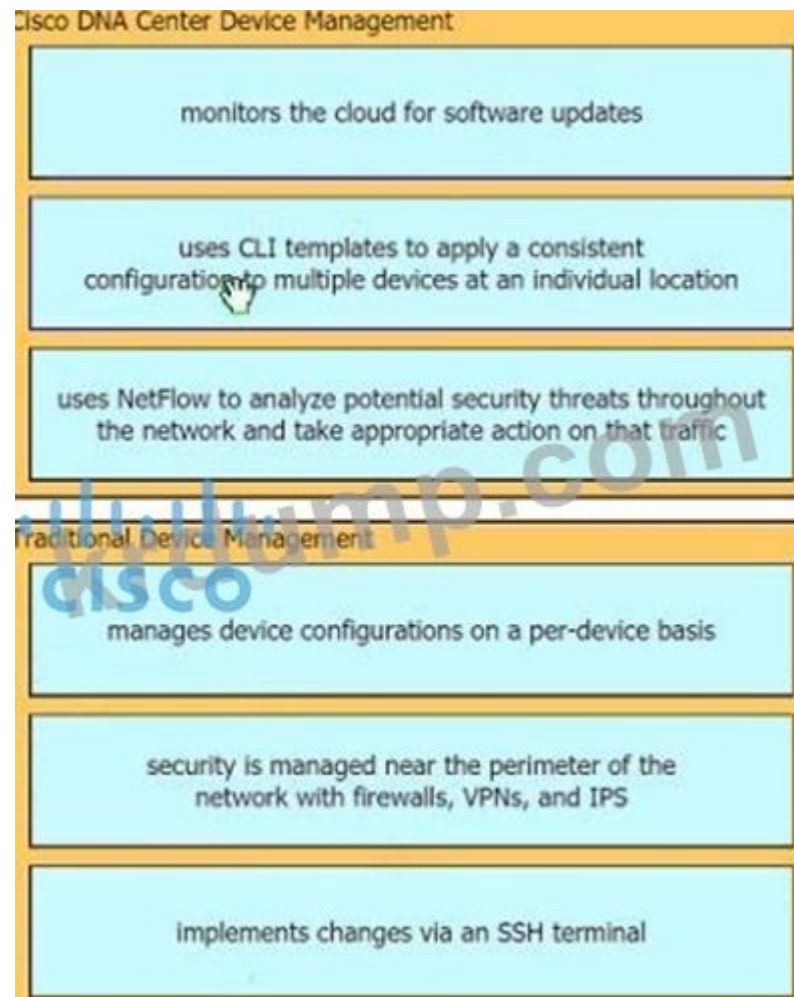 Cisco DNA Center Device Management
monitors the cloud for software updates
uses CLI templates to apply a consistent
configuration to multiple devices at an individual location
uses NetFlow to analyze potential security threats throughout
the network and take appropriate action on that traffic
Traditional Device Management
CISCO
manages device configurations on a per-device basis
security is managed near the perimeter of the
network with firewalls, VPNs, and IPS
implements changes via an SSH terminal